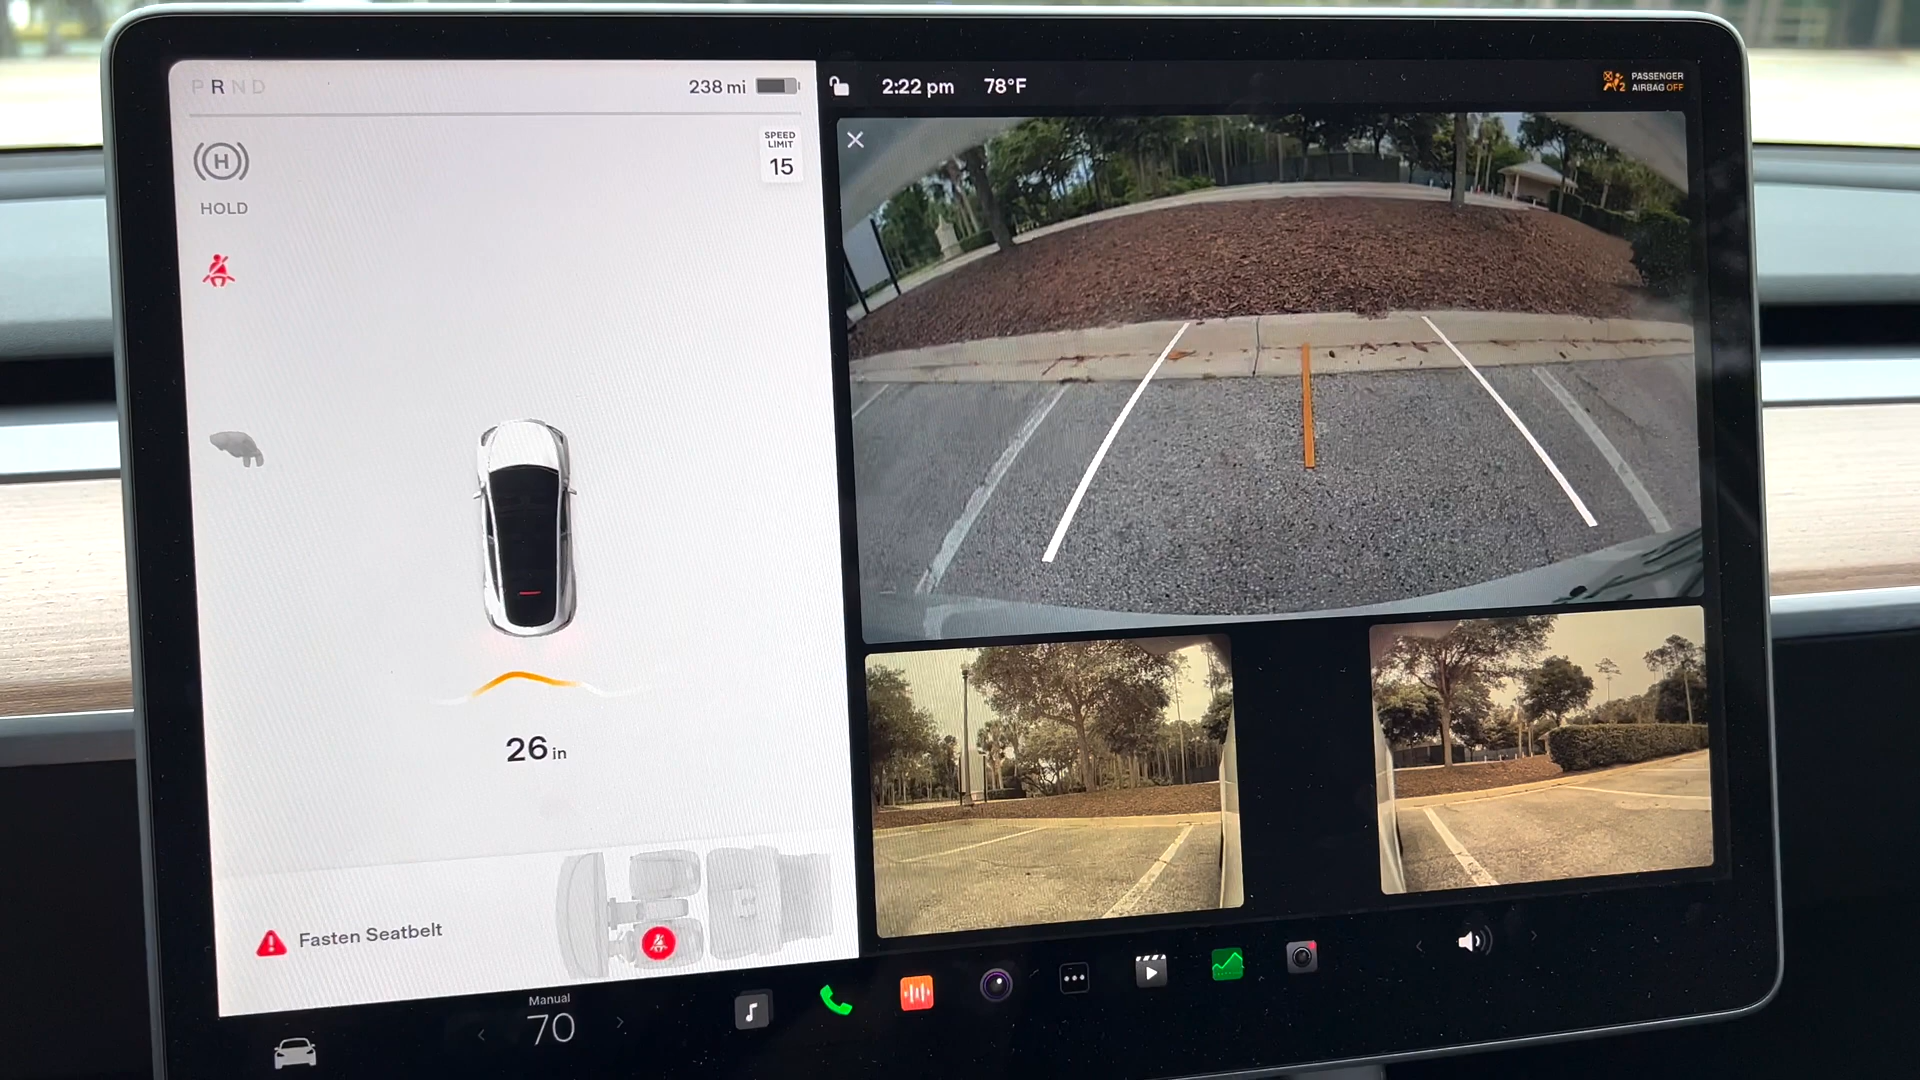 P R N D
238 mi
SPEED
LIMIT
15
HOLD
26 in
Fasten Seatbelt
2:22 pm 78°F
PASSENGER
AIRBAG OFF
2
Manual
70